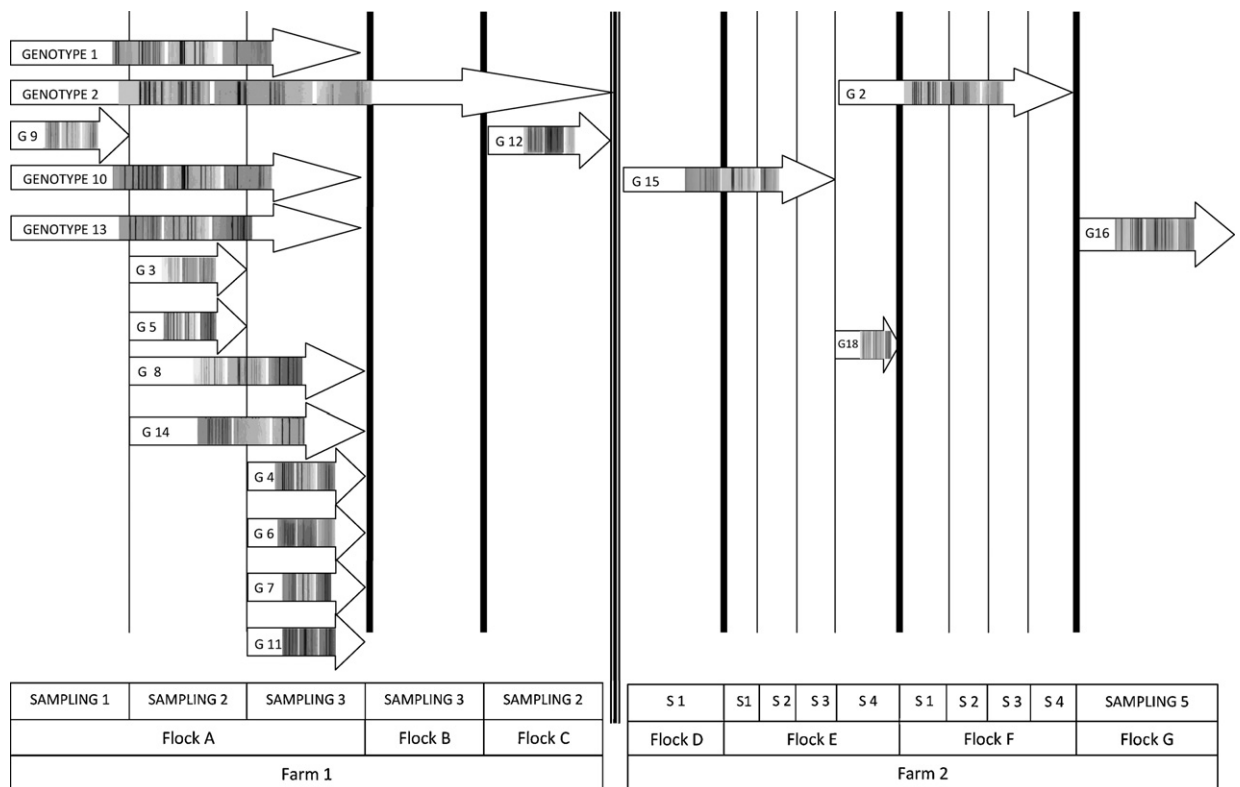 GENOTYPE 1
GENOTYPE 2
G 2
G 9
G 12
GENOTYPE 10
G 15
GENOTYPE 13
G16
G 3
G 5
G18
G 8
G 14
G 4
G 6
G 7
G 11
SAMPLING 1 SAMPLING 2 SAMPLING 3 SAMPLING 3 SAMPLING 2 S 1 S1 S 2 S 3 S 4 S 1 S 2 S 3 S 4 SAMPLING 5
Flock A Flock B Flock C Flock D Flock E Flock F Flock G
Farm 1 Farm 2